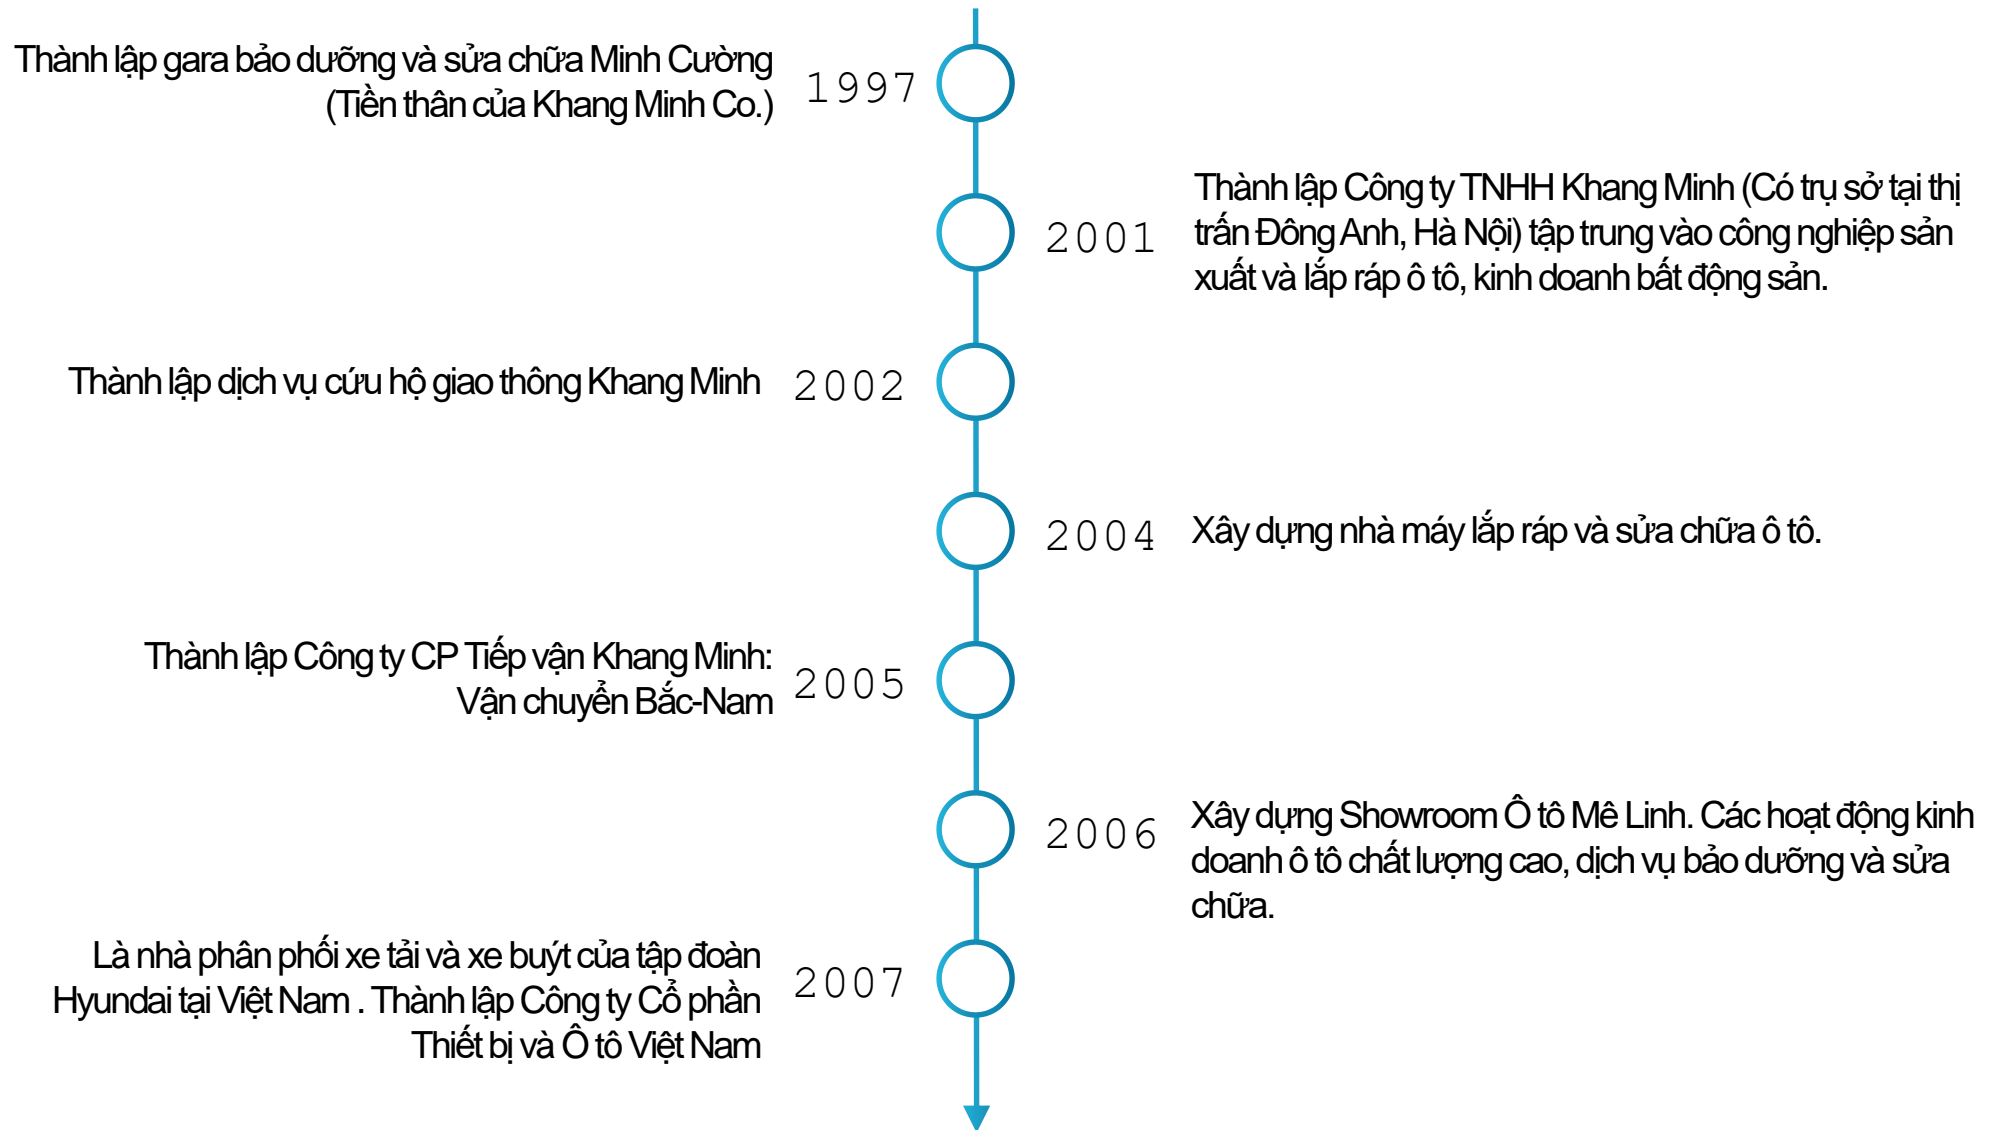 Thành lập gara bảo dưỡng và sửa chữa Minh Cường
(Tiền thân của Khang Minh Co.)
1997
2001
Thành lập Công ty TNHH Khang Minh (Có trụ sở tại thị
trấn Đông Anh, Hà Nội) tập trung vào công nghiệp sản
xuất và lắp ráp ô tô, kinh doanh bất động sản.
Thành lập dịch vụ cứu hộ giao thông Khang Minh
2002
2004
Xây dựng nhà máy lắp ráp và sửa chữa ô tô.
Thành lập Công ty CP Tiếp vận Khang Minh:
Vận chuyển Bắc-Nam
2005
2006
Xây dựng Showroom Ô tô Mê Linh. Các hoạt động kinh
doanh ô tô chất lượng cao, dịch vụ bảo dưỡng và sửa
chữa.
Là nhà phân phối xe tải và xe buýt của tập đoàn
Hyundai tại Việt Nam . Thành lập Công ty Cổ phần
Thiết bị và Ô tô Việt Nam
2007